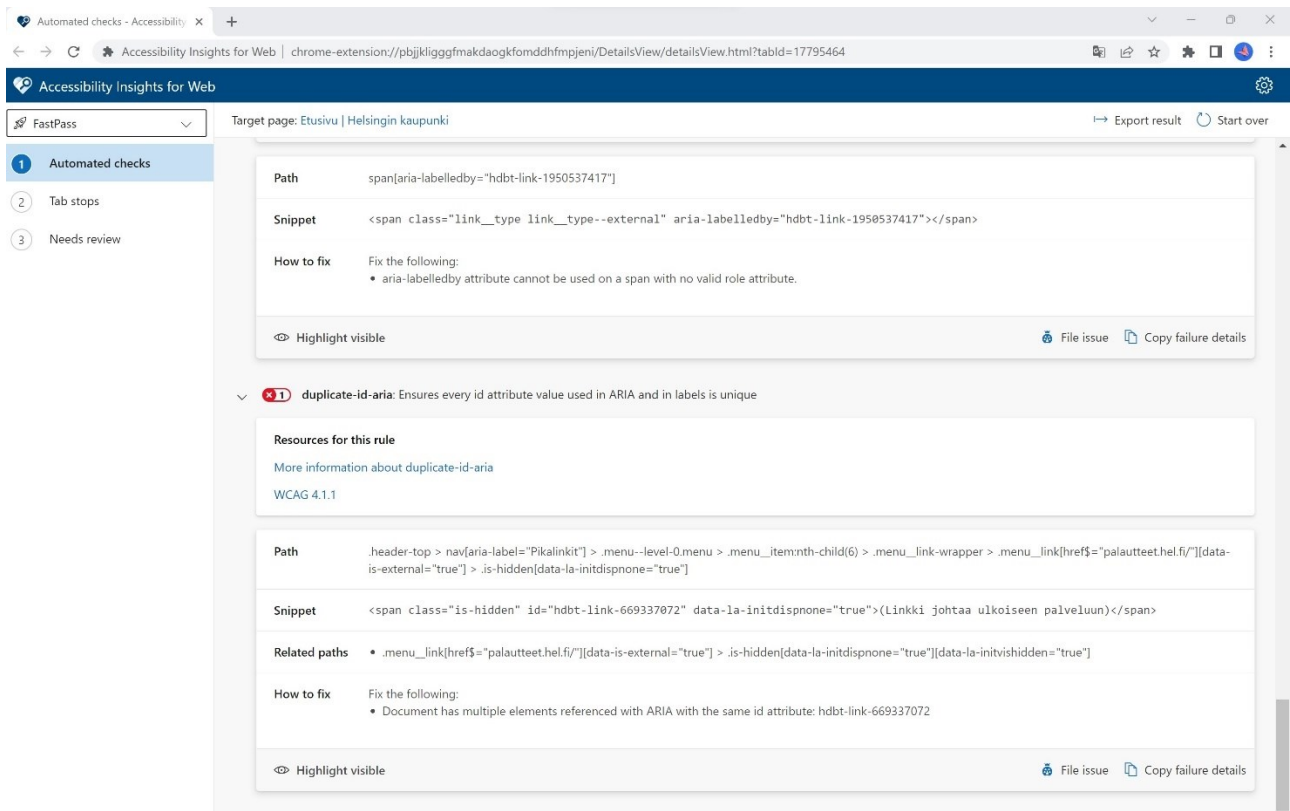 Automated checks - Accessibility
Accessibility Insights for Web | chrome-extension://pbjjkligggfmakdaogkfomddhfmpjeni/DetailsView/detailsView.html?tabId=17795464
Accessibility Insights for Web
FastPass
Target page: Etusivu | Helsingin kaupunki
Export result
Start over
1 Automated checks
2 Tab stops
3 Needs review
Path span[aria-labelledby="hdbt-link-1950537417"]
Snippet <span class="link__type link__type--external" aria-labelledby="hdbt-link-1950537417"></span>
How to fix Fix the following:
• aria-labelledby attribute cannot be used on a span with no valid role attribute.
Highlight visible
File issue
Copy failure details
1 duplicate-id-aria: Ensures every id attribute value used in ARIA and in labels is unique
Resources for this rule
More information about duplicate-id-aria
WCAG 4.1.1
Path .header-top > nav[aria-label="Pikalinkit"] > .menu--level-0.menu > .menu__item:nth-child(6) > .menu__link-wrapper > .menu__link[href$="palautteet.hel.fi/"][data-
is-external="true"] > .is-hidden[data-la-initdispnone="true"]
Snippet <span class="is-hidden" id="hdbt-link-669337072" data-la-initdispnone="true">(Linkki johtaa ulkoiseen palveluun)</span>
Related paths • .menu__link[href$="palautteet.hel.fi/"][data-is-external="true"] > .is-hidden[data-la-initdispnone="true"][data-la-initvishidden="true"]
How to fix Fix the following:
• Document has multiple elements referenced with ARIA with the same id attribute: hdbt-link-669337072
Highlight visible
File issue
Copy failure details